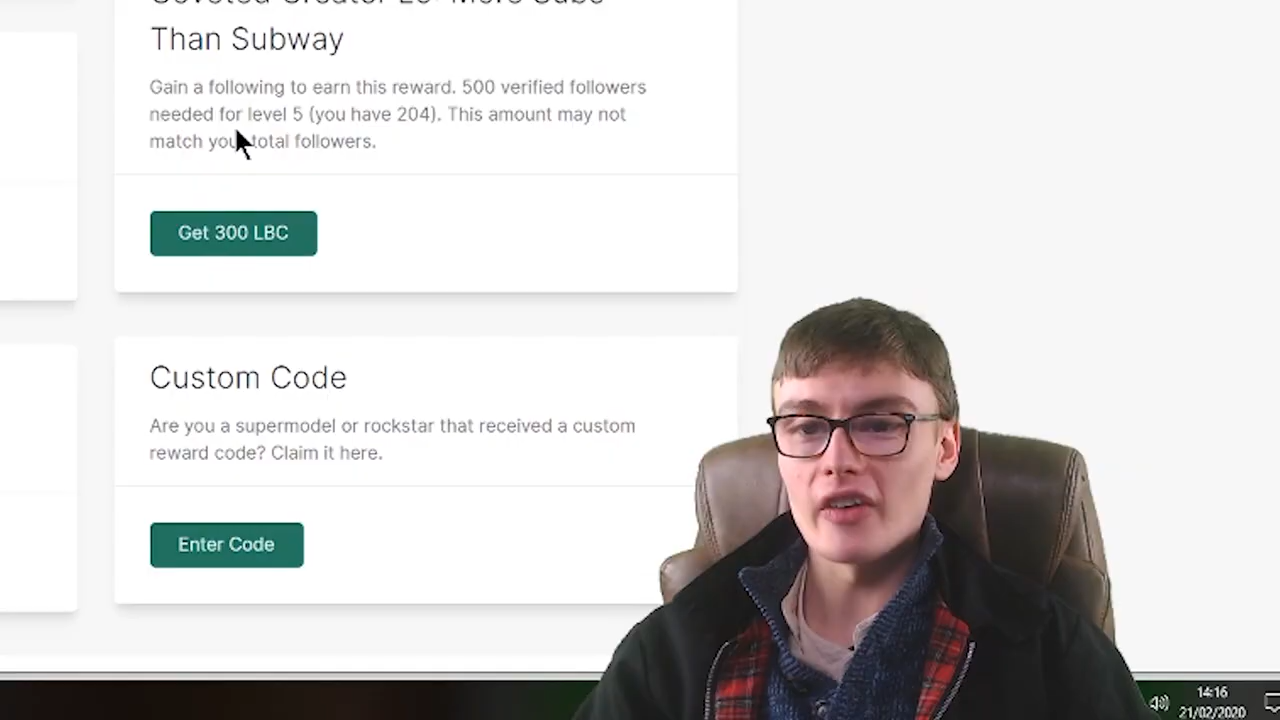 Than Subway
Gain a following to earn this reward. 500 verified followers
needed for level 5 (you have 204). This amount may not
match your total followers.
Get 300 LBC
Custom Code
Are you a supermodel or rockstar that received a custom
reward code? Claim it here.
Enter Code
14:16
21/02/2020